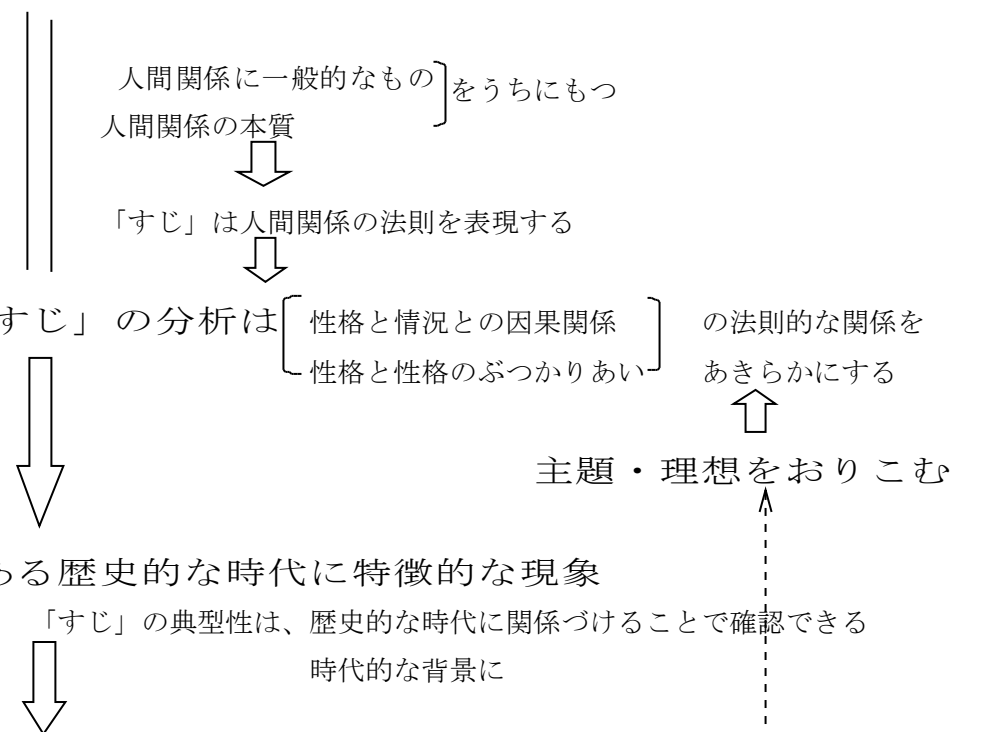 人間関係に一般的なもの
をうちにもつ
人間関係の本質
「すじ」は人間関係の法則を表現する
すじ」の分析は
性格と情況との因果関係
性格と性格のぶつかりあい
の法則的な関係を
あきらかにする
主題・理想をおりこむ
る歴史的な時代に特徴的な現象
「すじ」の典型性は、歴史的な時代に関係づけることで確認できる
時代的な背景に